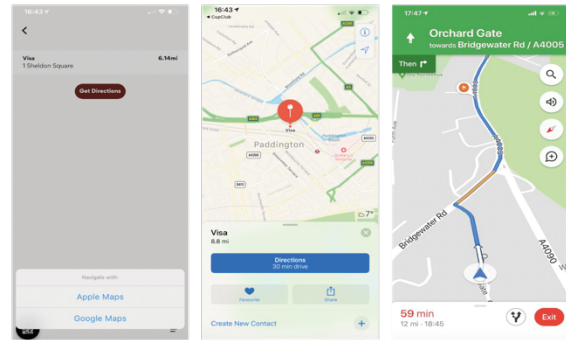 16:43
Visa
6.14mi
1 Sheldon Square
Get Directions
Navigate with
Apple Maps
Google Maps
16:43
CupClub
Visa
Paddington
7°
Visa
8.8 mi
Directions
30 min drive
Favourite
Share
Create New Contact
17:47
Orchard Gate
towards Bridgewater Rd / A4005
Then
A4005
Bridgewater Rd
A4090
59 min
12 mi · 18:45
Exit